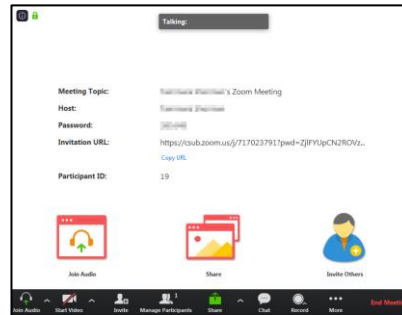 Talking:
Meeting Topic: 's Zoom Meeting
Host:
Password:
Invitation URL: https://csub.zoom.us/j/717023791?pwd=ZjlFYUpCN2ROVz...
Copy URL
Participant ID: 19
Join Audio Share Invite Others
Join Audio Start Video Invite Manage Participants 1 Share Chat Record More End Meeting